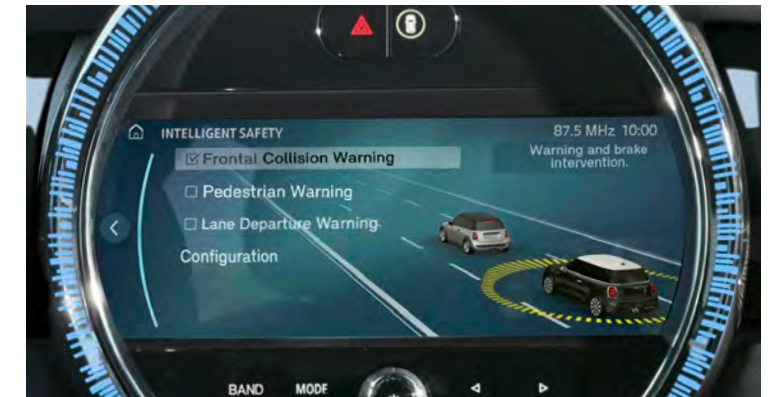 INTELLIGENT SAFETY
87.5 MHz 10:00
Frontal Collision Warning
Warning and brake
intervention.
Pedestrian Warning
Lane Departure Warning
Configuration
BAND MODE